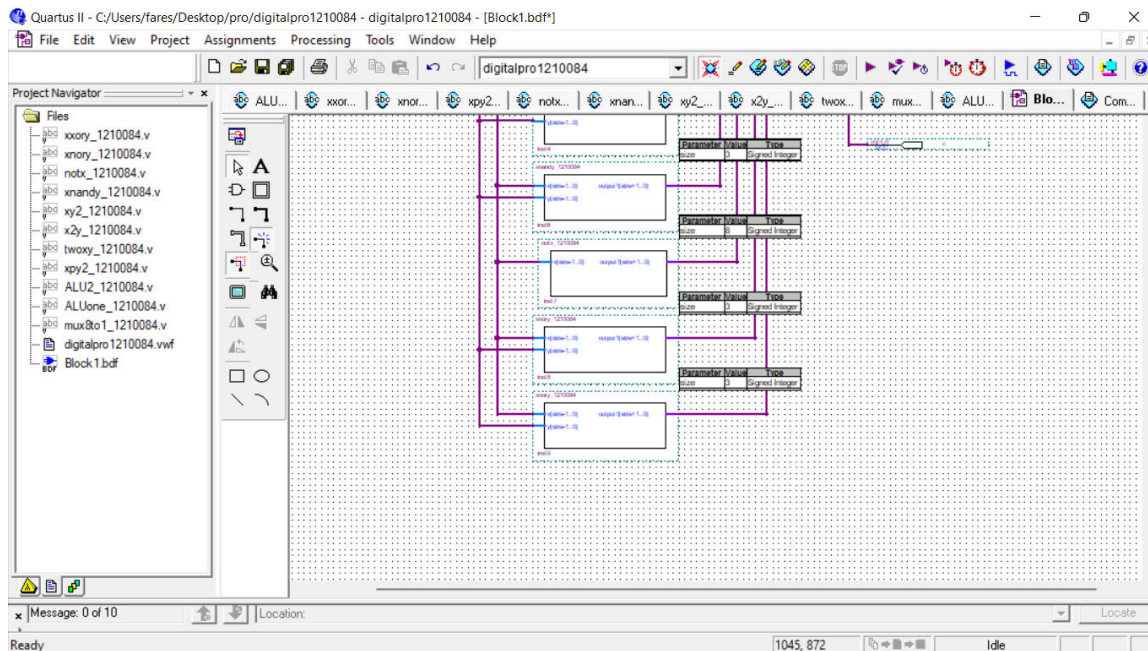 Quartus II - C:/Users/fares/Desktop/pro/digitalpro1210084 - digitalpro1210084 - [Block1.bdf*]
File Edit View Project Assignments Processing Tools Window Help
digitalpro1210084
Project Navigator
ALU... xxor... xnor... xpy2... notx... xnan... xy2_... x2y_... twox... mux... ALU... Blo... Com...
Files
xxory_1210084.v
xnory_1210084.v
notx_1210084.v
xnandy_1210084.v
xy2_1210084.v
x2y_1210084.v
twoxy_1210084.v
xpy2_1210084.v
ALU2_1210084.v
ALUone_1210084.v
mux8to1_1210084.v
digitalpro1210084.vwf
Block1.bdf
Parameter Value Type
size 3 Signed Integer
xnandy_1210084
Parameter Value Type
size 8 Signed Integer
notx_1210084
Parameter Value Type
size 3 Signed Integer
Parameter Value Type
size 3 Signed Integer
Message: 0 of 10
Location:
Locate
Ready
1045, 872
Idle